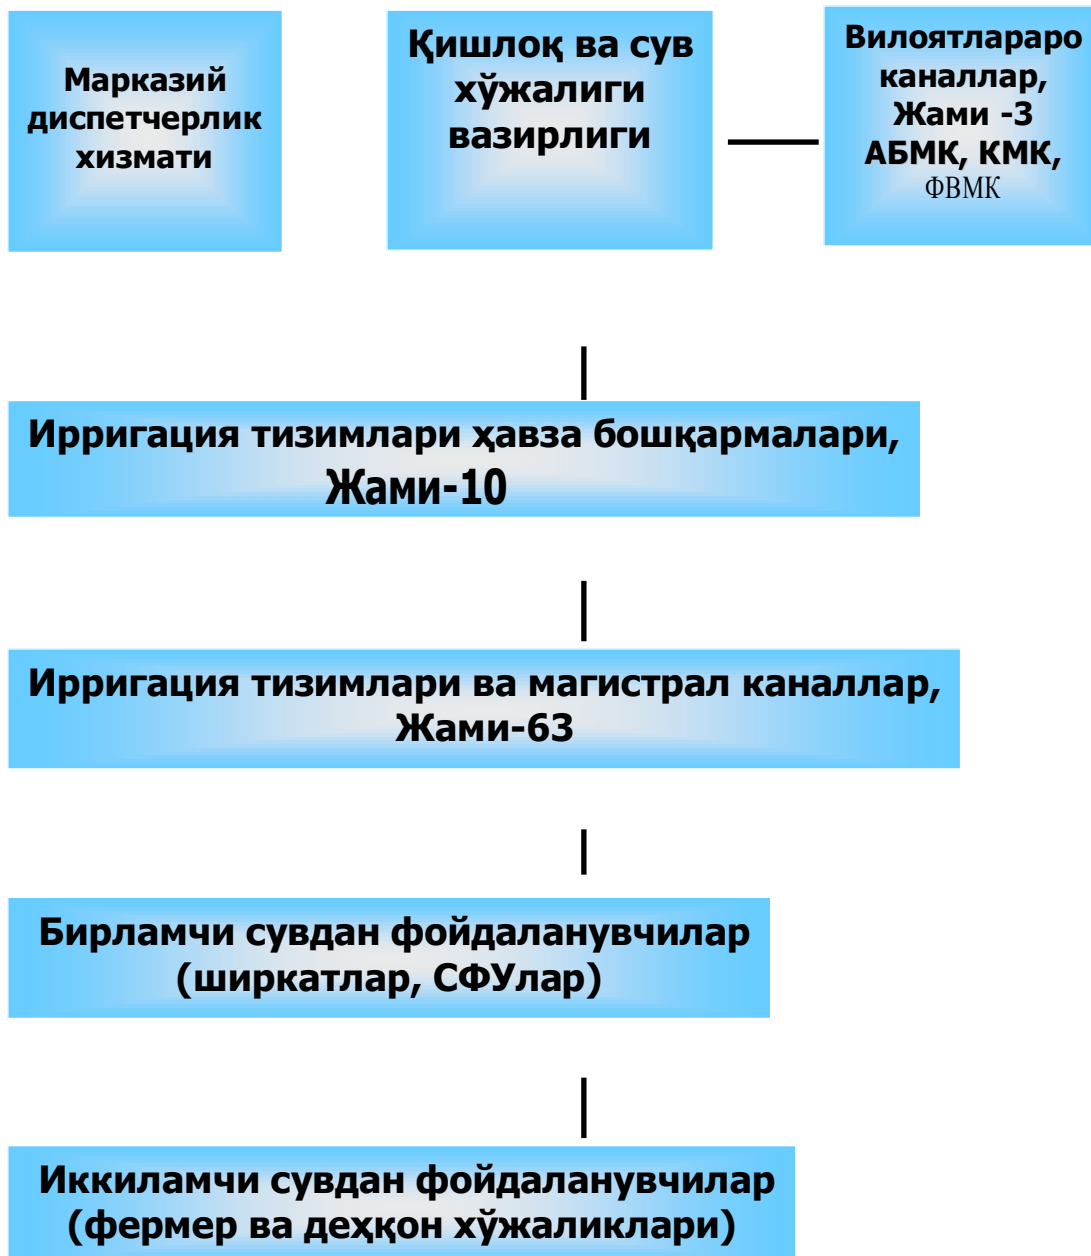 Марказий
диспетчерлик
хизмати
Қишлоқ ва сув
хўжалиги
вазирлиги
Вилоятлараро
каналлар,
Жами -3
АБМК, КМК,
ФВМК
Ирригация тизимлари ҳавза бошқармалари,
Жами-10
Ирригация тизимлари ва магистрал каналлар,
Жами-63
Бирламчи сувдан фойдаланувчилар
(ширкатлар, СФУлар)
Иккиламчи сувдан фойдаланувчилар
(фермер ва деҳқон хўжаликлари)